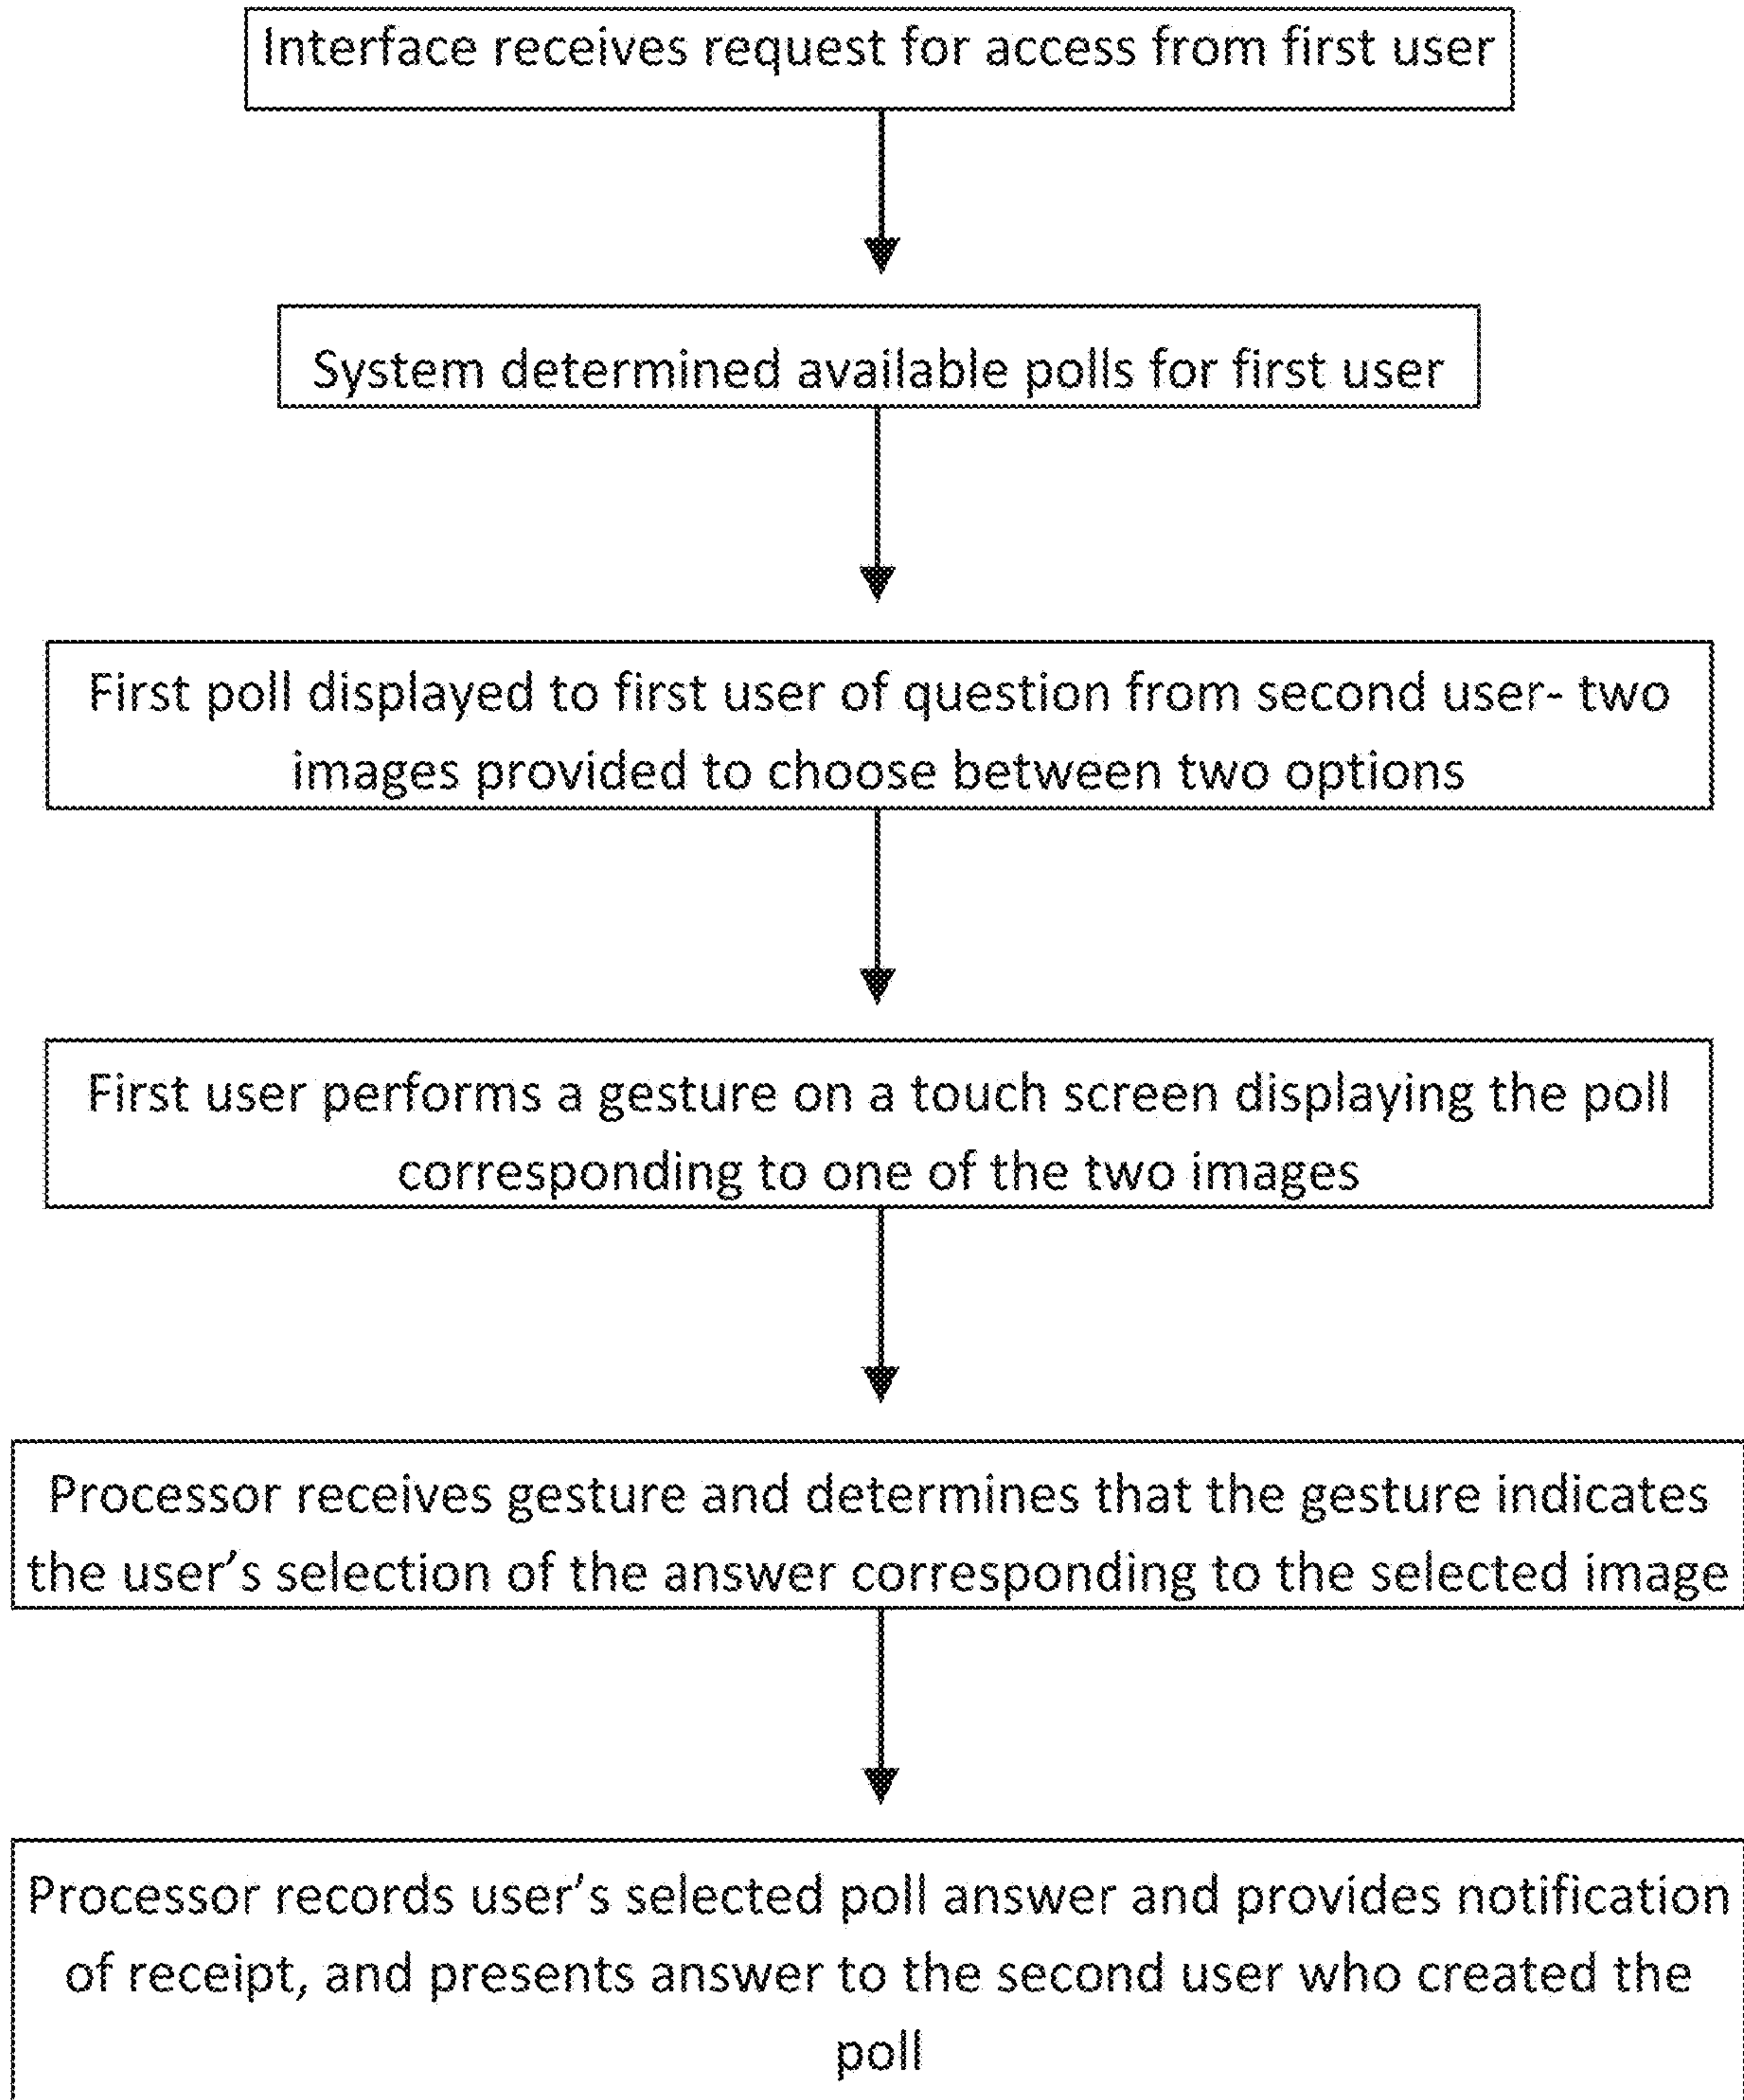 Interface receives request for access from first user
System determined available polls for first user
First poll displayed to first user of question from second user- two
images provided to choose between two options
First user performs a gesture on a touch screen displaying the poll
corresponding to one of the two images
Processor receives gesture and determines that the gesture indicates
the user’s selection of the answer corresponding to the selected image
Processor records user’s selected poll answer and provides notification
of receipt, and presents answer to the second user who created the
poll